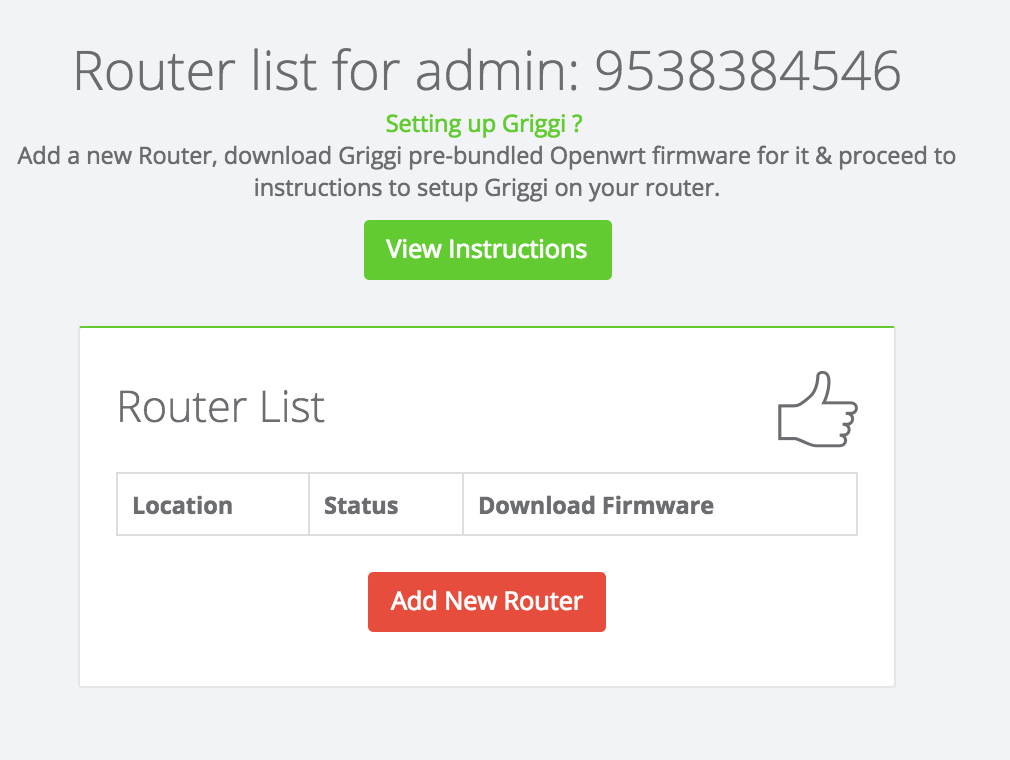 Router list for admin: 9538384546
Setting up Griggi ?
Add a new Router, download Griggi pre-bundled Openwrt firmware for it & proceed to
instructions to setup Griggi on your router.
View Instructions
Router List
Location Status Download Firmware
Add New Router